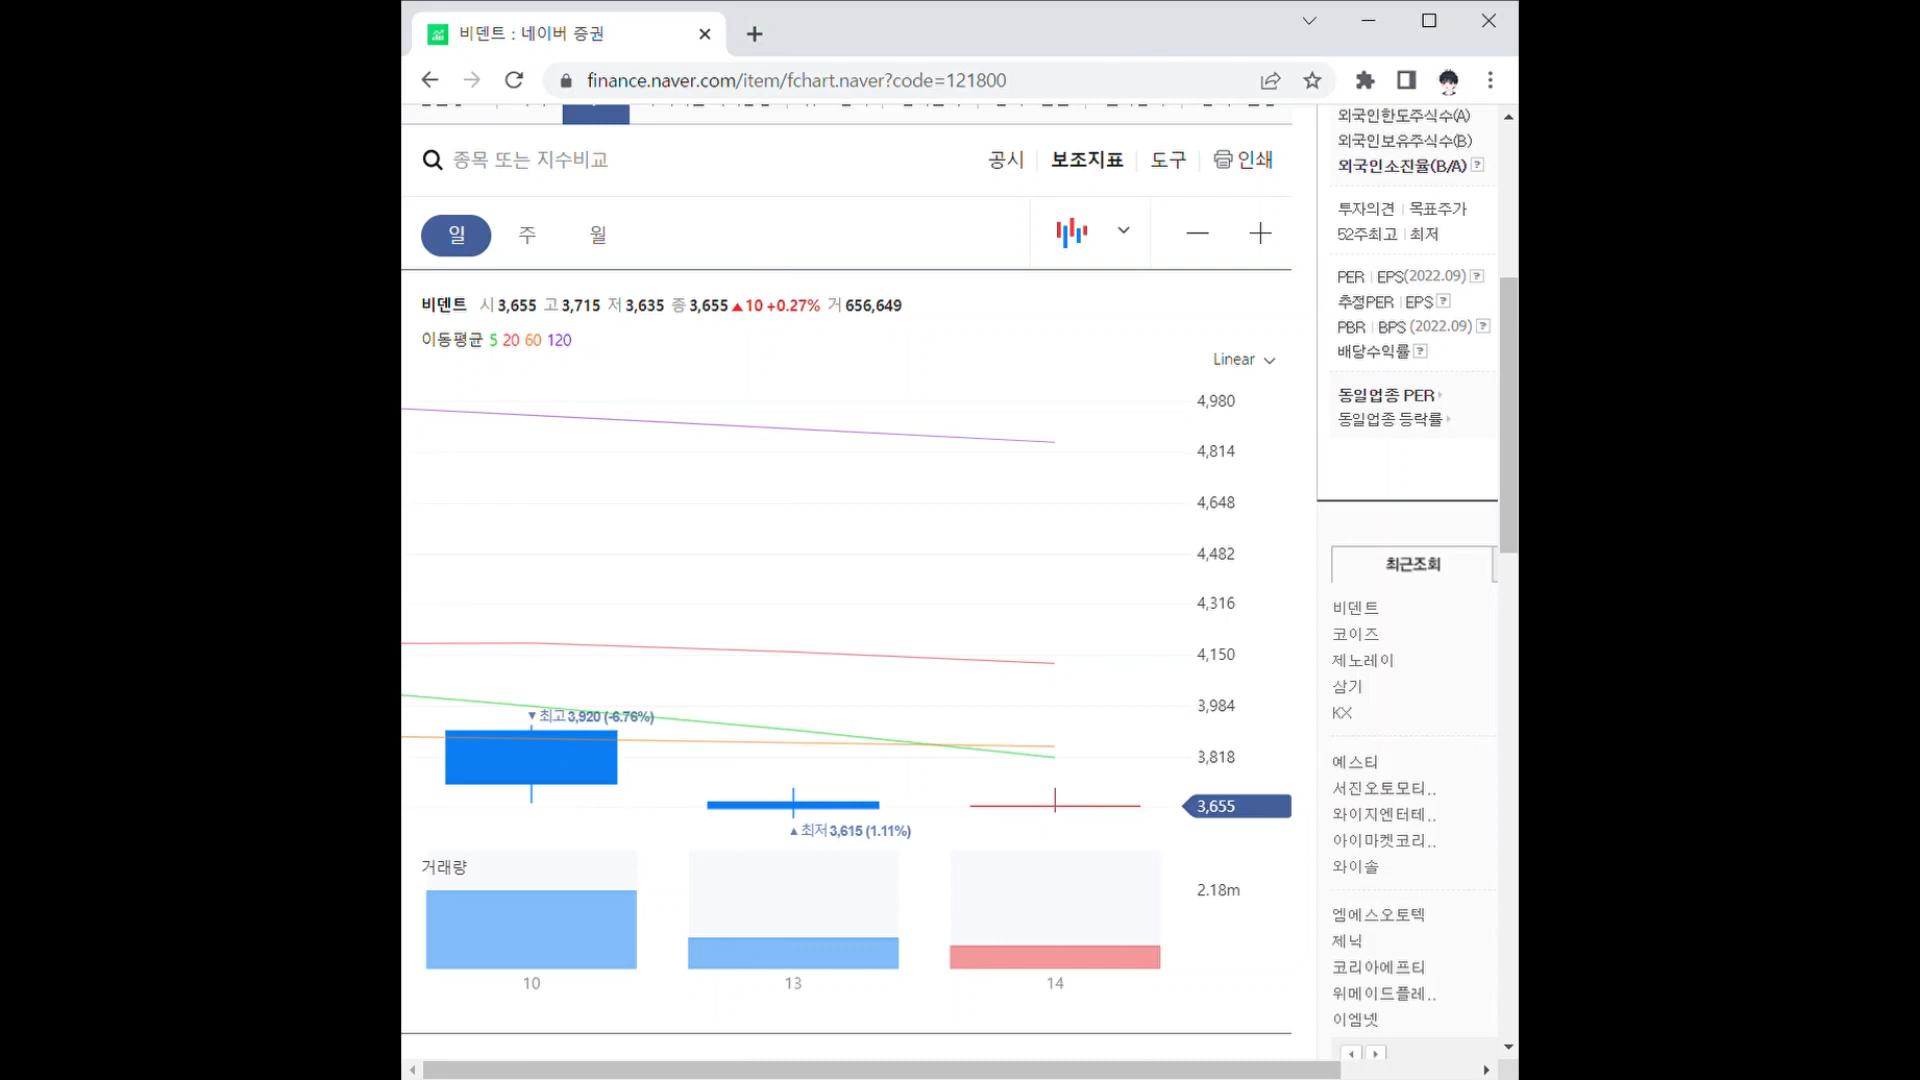 비덴트 : 네이버 증권
finance.naver.com/item/fchart.naver?code=121800
종목 또는 지수비교
공시 보조지표 도구 인쇄
일 주 월
비덴트 시 3,655 고 3,715 저 3,635 종 3,655 ▲10 +0.27% 거 656,649
이동평균 5 20 60 120
Linear
4,980
4,814
4,648
4,482
4,316
4,150
3,984
3,818
3,655
▼최고 3,920 (-6.76%)
▲최저 3,615 (1.11%)
거래량
2.18m
10 13 14
외국인한도주식수(A)
외국인보유주식수(B)
외국인소진율(B/A) ?
투자의견 | 목표주가
52주최고 | 최저
PER | EPS(2022.09) ?
추정PER | EPS ?
PBR | BPS (2022.09) ?
배당수익률 ?
동일업종 PER
동일업종 등락률
최근조회
비덴트
코이즈
제노레이
삼기
KX
예스티
서진오토모티..
와이지엔터테..
아이마켓코리..
와이솔
엠에스오토텍
제닉
코리아에프티
위메이드플레..
이엠넷